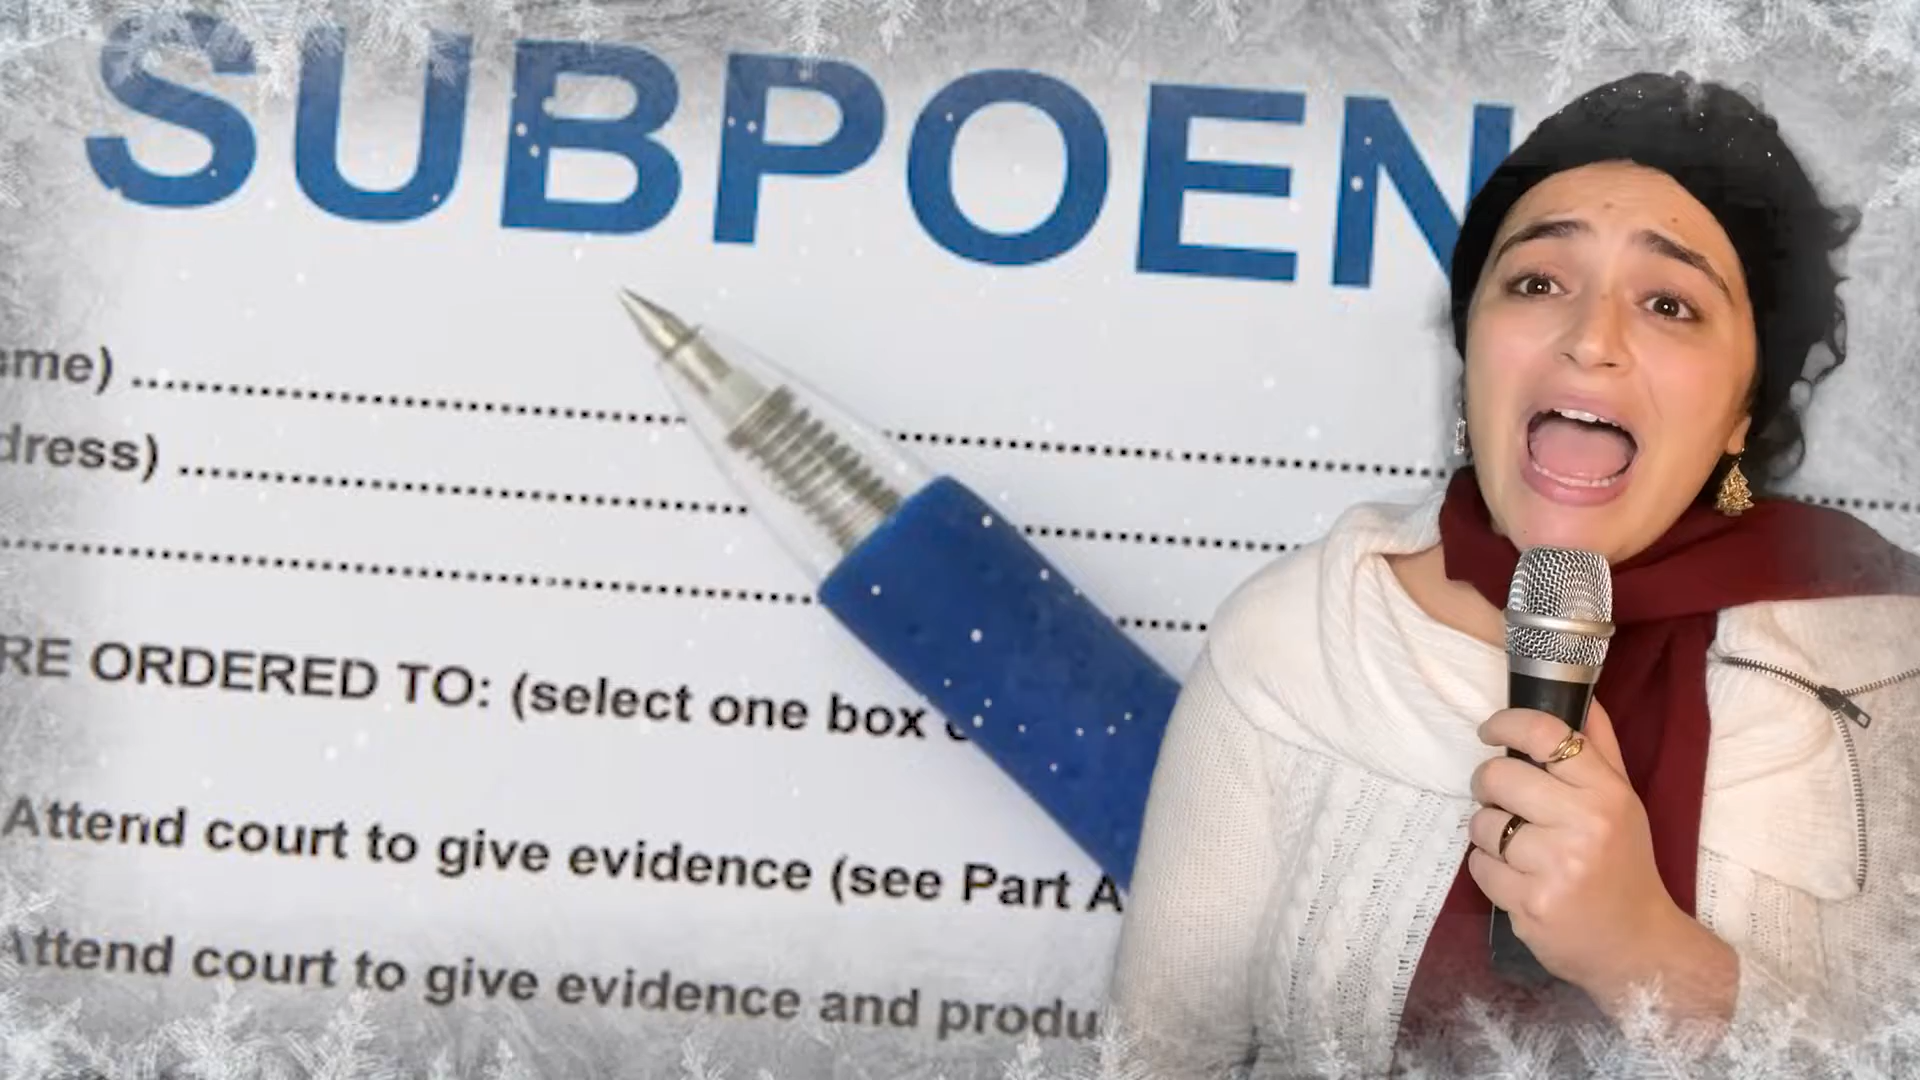 SUBPOEN
ame)
dress)
RE ORDERED TO: (select one box
Attend court to give evidence (see Part A
Attend court to give evidence and produ